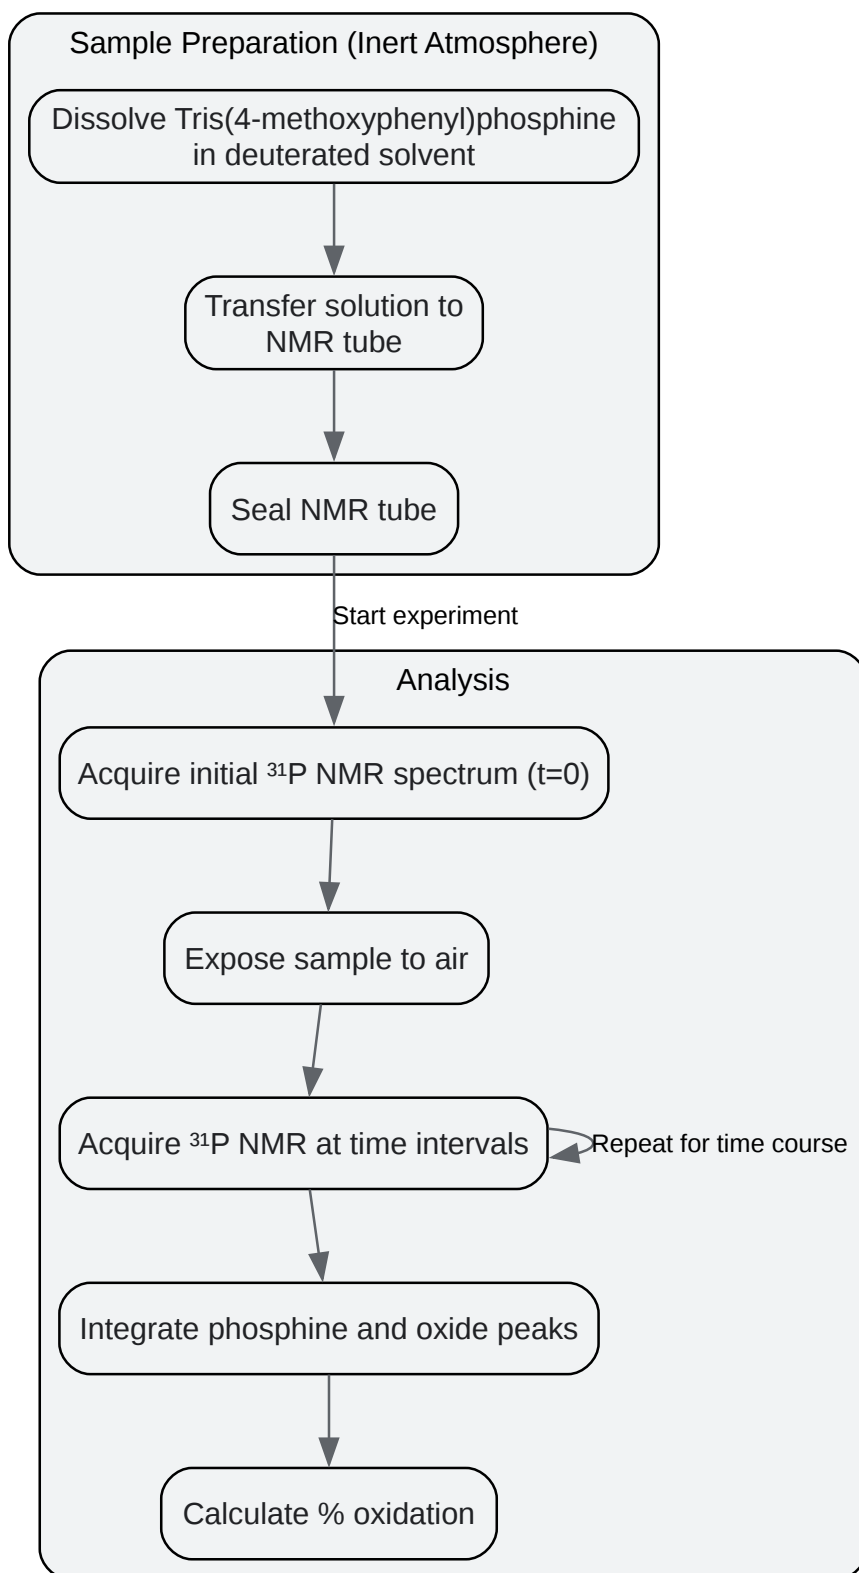 Sample Preparation (Inert Atmosphere)
Dissolve Tris(4-methoxyphenyl)phosphine
in deuterated solvent
Transfer solution to
NMR tube
Seal NMR tube
Start experiment
Analysis
Acquire initial ³¹P NMR spectrum (t=0)
Expose sample to air
Acquire ³¹P NMR at time intervals
Repeat for time course
Integrate phosphine and oxide peaks
Calculate % oxidation